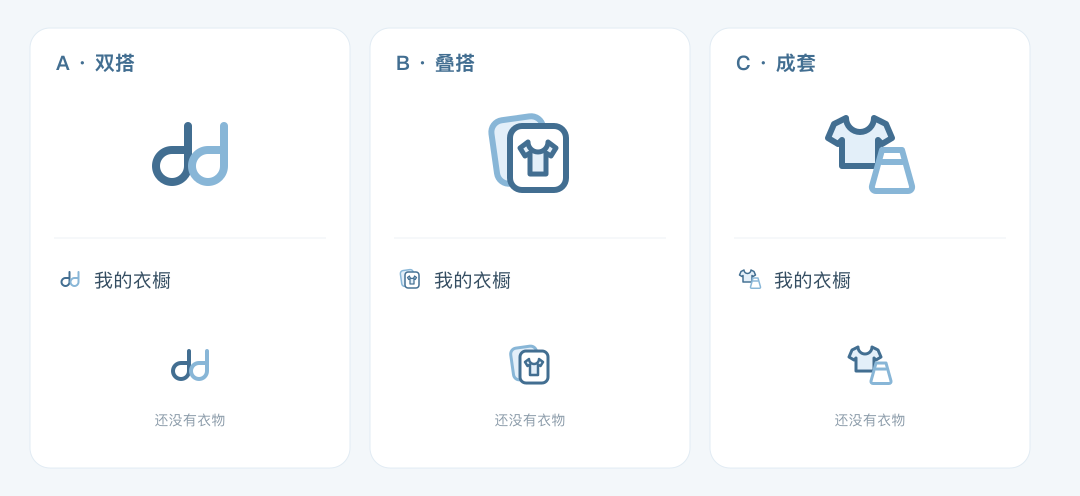 A · 双搭
dd
我的衣橱
还没有衣物
B · 叠搭
我的衣橱
还没有衣物
C · 成套
我的衣橱
还没有衣物